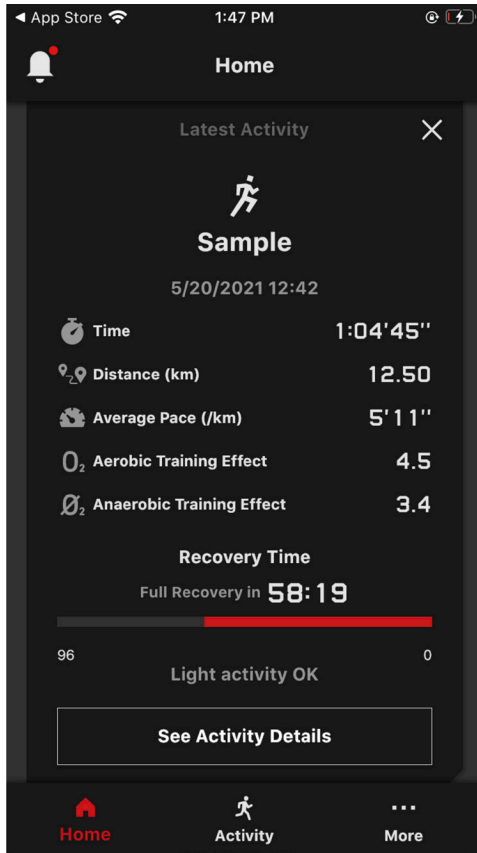 App Store 1:47 PM
Home
Latest Activity
Sample
5/20/2021 12:42
Time 1:04'45''
Distance (km) 12.50
Average Pace (/km) 5'11''
O₂ Aerobic Training Effect 4.5
Ø₂ Anaerobic Training Effect 3.4
Recovery Time
Full Recovery in 58:19
96 0
Light activity OK
See Activity Details
Home Activity More